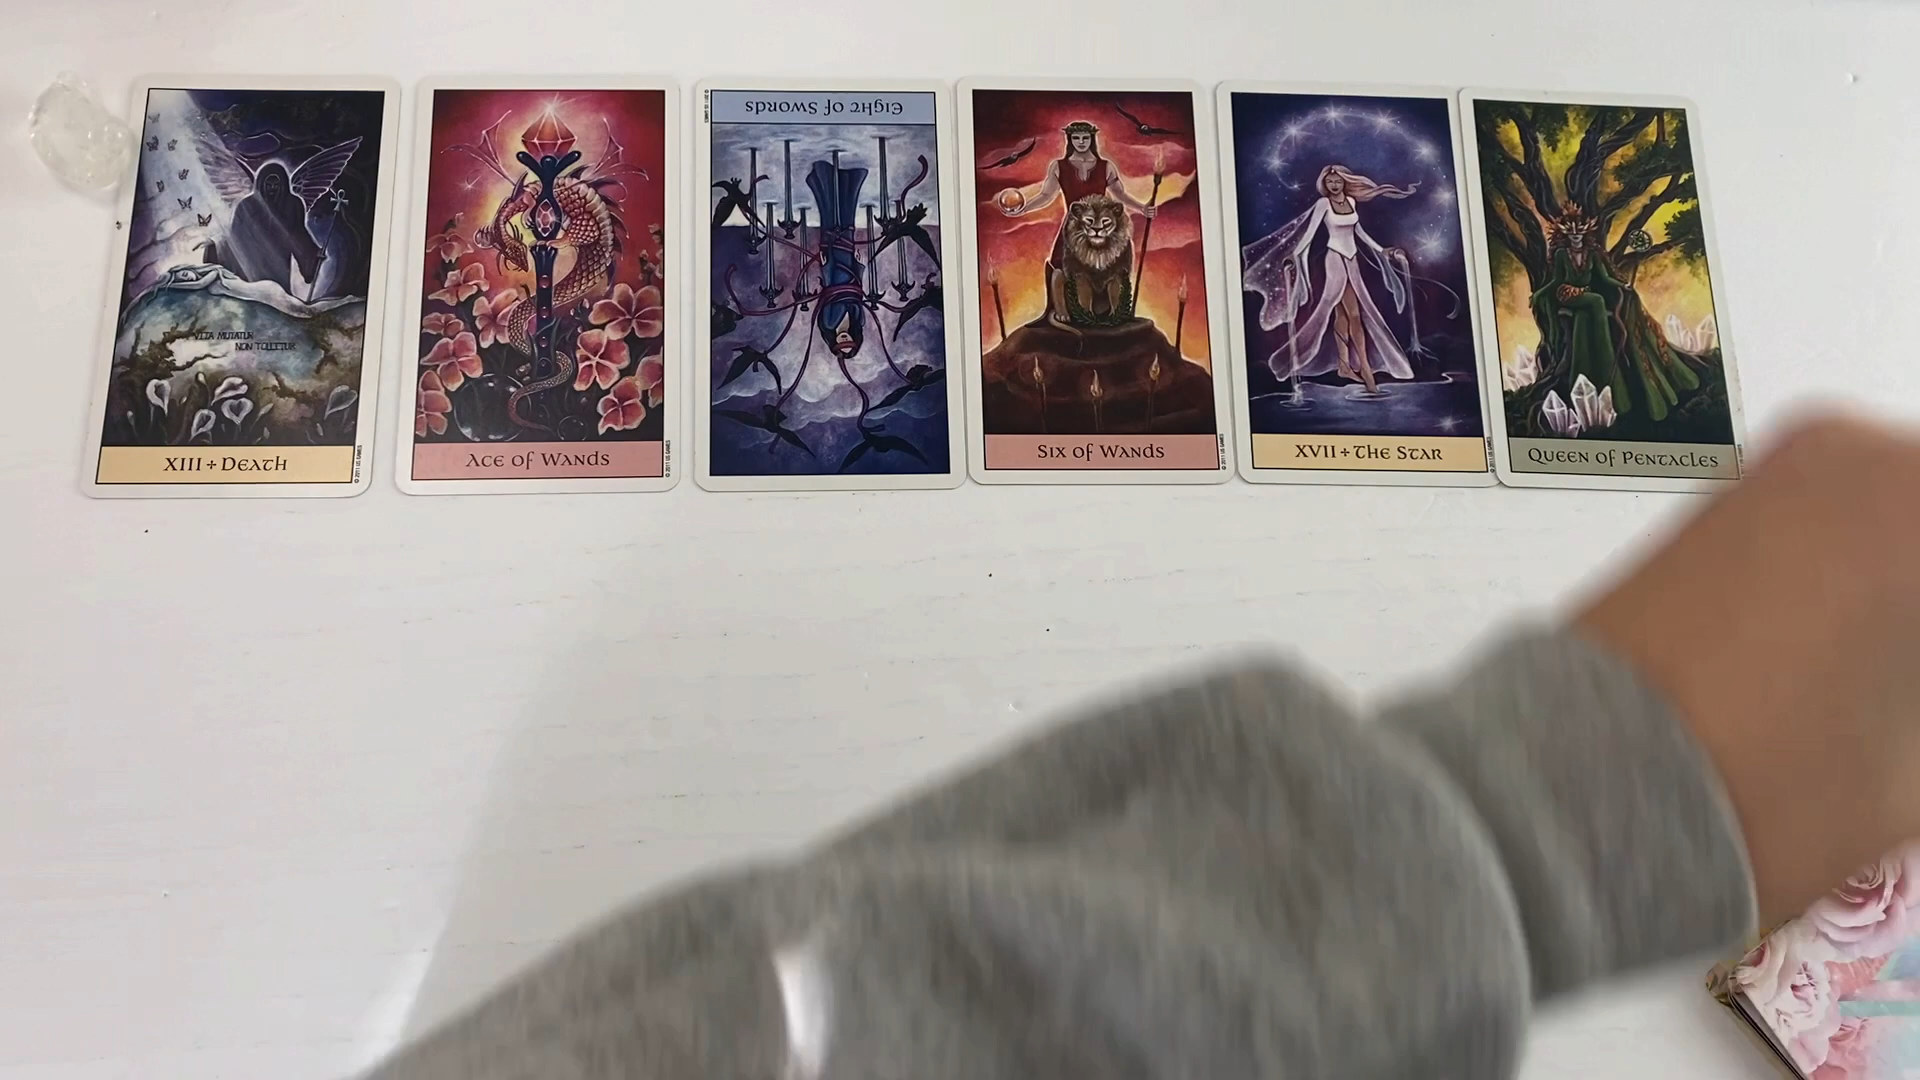 VITA MUTATUR
NON TOLLITUR
XIII + DEATH
ACE OF WANDS
EIGHT OF SWORDS
SIX OF WANDS
XVII + THE STAR
QUEEN OF PENTACLES